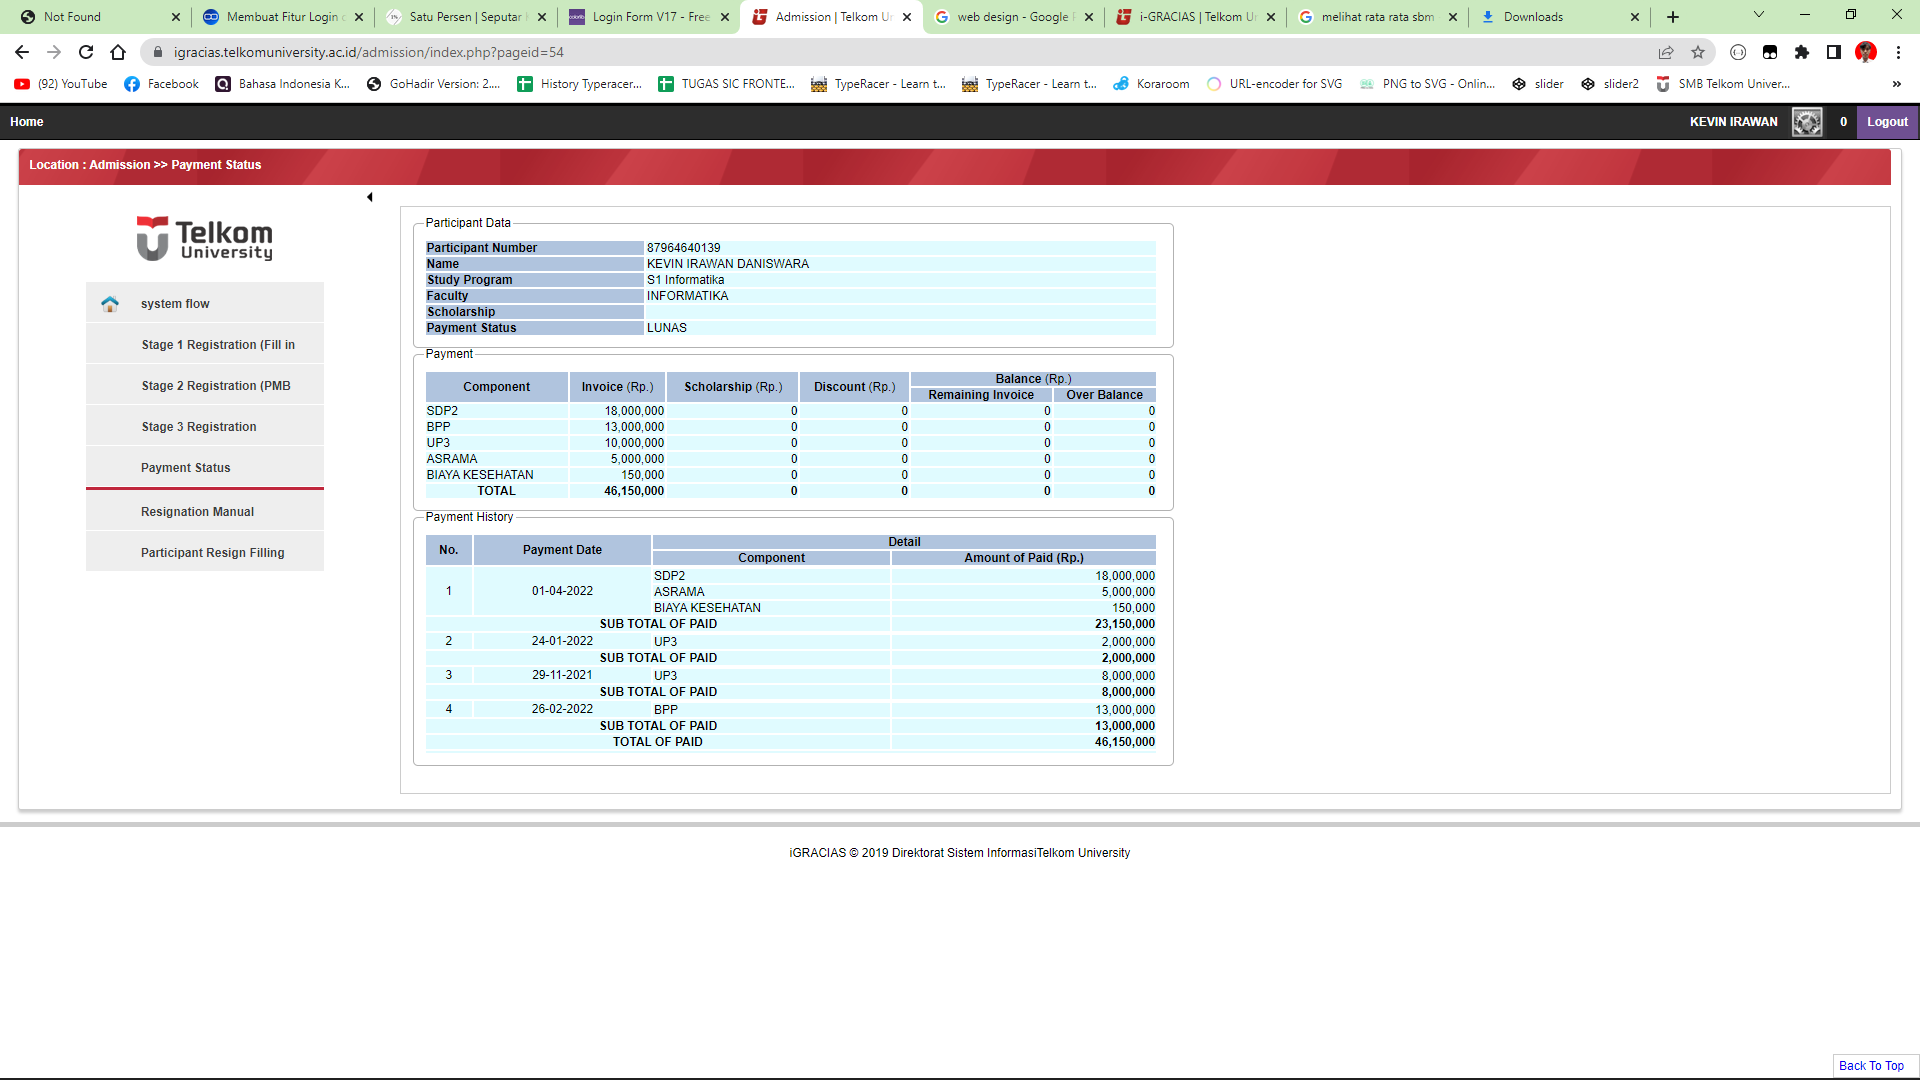 Not Found
Membuat Fitur Login
Satu Persen | Seputar
Login Form V17 - Free
Admission | Telkom Un
web design - Google
i-GRACIAS | Telkom U
melihat rata rata sbm
Downloads
igracias.telkomuniversity.ac.id/admission/index.php?pageid=54
(92) YouTube
Facebook
Bahasa Indonesia K...
GoHadir Version: 2....
History Typeracer...
TUGAS SIC FRONTE...
TypeRacer - Learn t...
TypeRacer - Learn t...
Koraroom
URL-encoder for SVG
PNG to SVG - Onlin...
slider
slider2
SMB Telkom Univer...
»
Home
KEVIN IRAWAN
0
Logout
Location : Admission >> Payment Status
Telkom
University
system flow
Stage 1 Registration (Fill in
Stage 2 Registration (PMB
Stage 3 Registration
Payment Status
Resignation Manual
Participant Resign Filling
Participant Data
Participant Number 87964640139
Name KEVIN IRAWAN DANISWARA
Study Program S1 Informatika
Faculty INFORMATIKA
Scholarship
Payment Status LUNAS
Payment
Component Invoice (Rp.) Scholarship (Rp.) Discount (Rp.) Balance (Rp.)
Remaining Invoice Over Balance
SDP2 18,000,000 0 0 0 0
BPP 13,000,000 0 0 0 0
UP3 10,000,000 0 0 0 0
ASRAMA 5,000,000 0 0 0 0
BIAYA KESEHATAN 150,000 0 0 0 0
TOTAL 46,150,000 0 0 0 0
Payment History
No. Payment Date Detail
Component Amount of Paid (Rp.)
1 01-04-2022 SDP2 18,000,000
ASRAMA 5,000,000
BIAYA KESEHATAN 150,000
SUB TOTAL OF PAID 23,150,000
2 24-01-2022 UP3 2,000,000
SUB TOTAL OF PAID 2,000,000
3 29-11-2021 UP3 8,000,000
SUB TOTAL OF PAID 8,000,000
4 26-02-2022 BPP 13,000,000
SUB TOTAL OF PAID 13,000,000
TOTAL OF PAID 46,150,000
iGRACIAS © 2019 Direktorat Sistem InformasiTelkom University
Back To Top